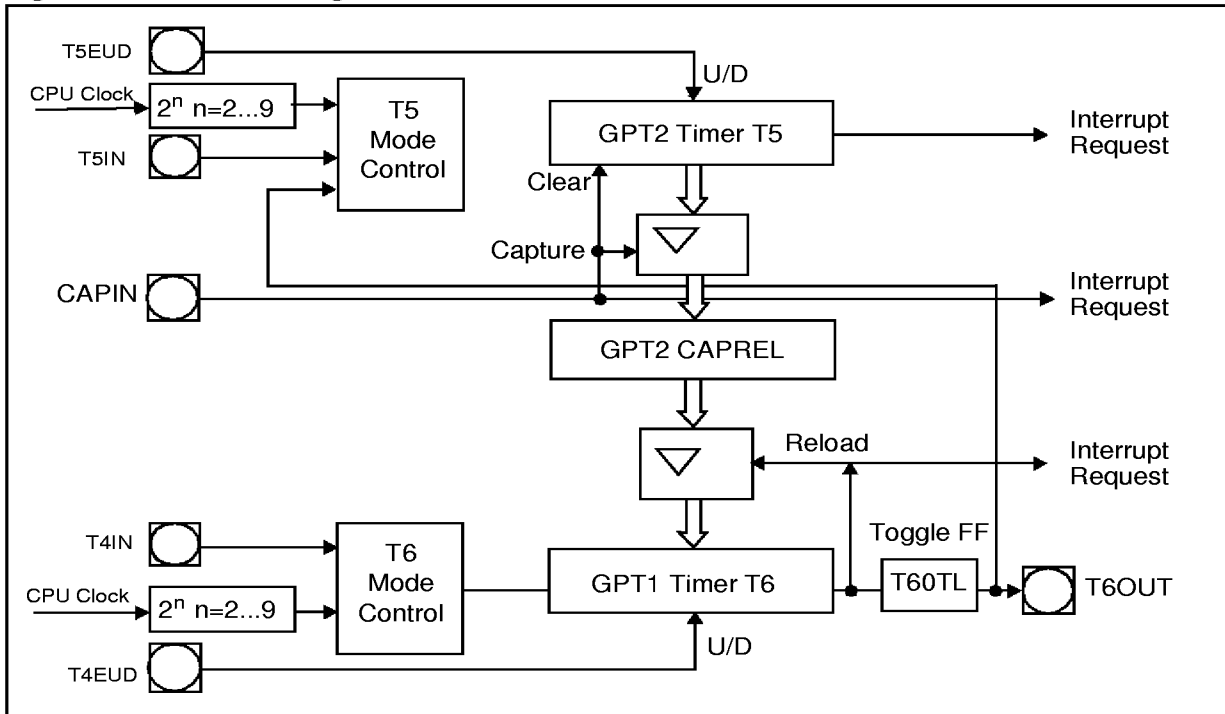 T5EUD
U/D
CPU Clock
2ⁿ n=2...9
T5
Mode
Control
GPT2 Timer T5
Interrupt
Request
T5IN
Clear
Capture
CAPIN
Interrupt
Request
GPT2 CAPREL
Reload
Interrupt
Request
T4IN
T6
Mode
Control
Toggle FF
GPT1 Timer T6
T60TL
T6OUT
CPU Clock
2ⁿ n=2...9
U/D
T4EUD